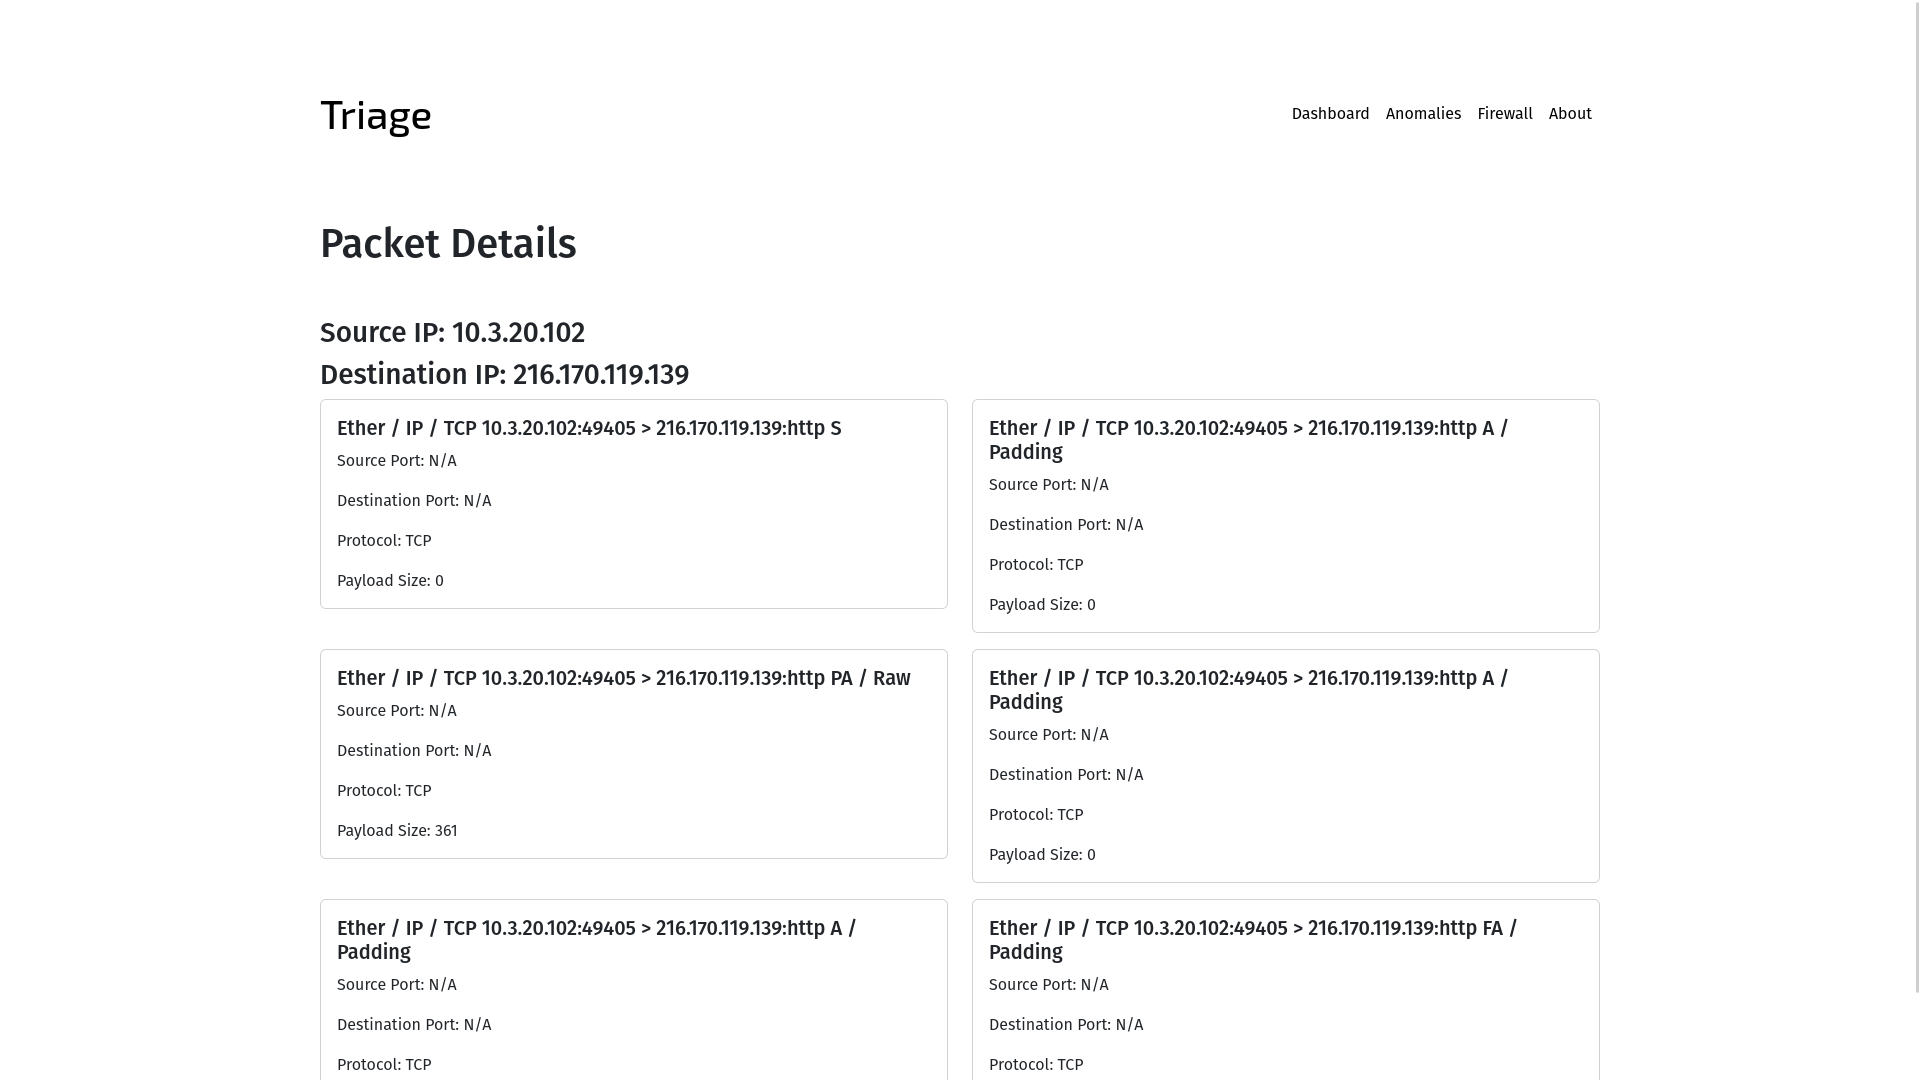 Triage
Dashboard Anomalies Firewall About
Packet Details
Source IP: 10.3.20.102
Destination IP: 216.170.119.139
Ether / IP / TCP 10.3.20.102:49405 > 216.170.119.139:http S
Source Port: N/A
Destination Port: N/A
Protocol: TCP
Payload Size: 0
Ether / IP / TCP 10.3.20.102:49405 > 216.170.119.139:http A /
Padding
Source Port: N/A
Destination Port: N/A
Protocol: TCP
Payload Size: 0
Ether / IP / TCP 10.3.20.102:49405 > 216.170.119.139:http PA / Raw
Source Port: N/A
Destination Port: N/A
Protocol: TCP
Payload Size: 361
Ether / IP / TCP 10.3.20.102:49405 > 216.170.119.139:http A /
Padding
Source Port: N/A
Destination Port: N/A
Protocol: TCP
Payload Size: 0
Ether / IP / TCP 10.3.20.102:49405 > 216.170.119.139:http A /
Padding
Source Port: N/A
Destination Port: N/A
Protocol: TCP
Ether / IP / TCP 10.3.20.102:49405 > 216.170.119.139:http FA /
Padding
Source Port: N/A
Destination Port: N/A
Protocol: TCP